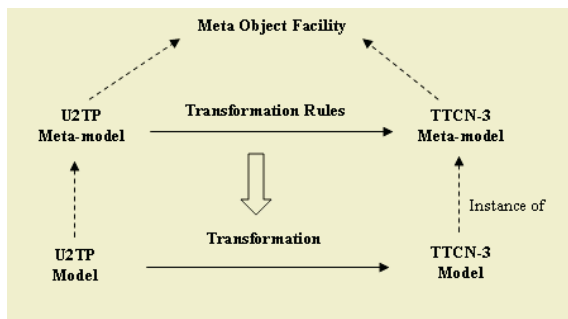 Meta Object Facility
U2TP
Meta-model
Transformation Rules
TTCN-3
Meta-model
Instance of
Transformation
U2TP
Model
TTCN-3
Model